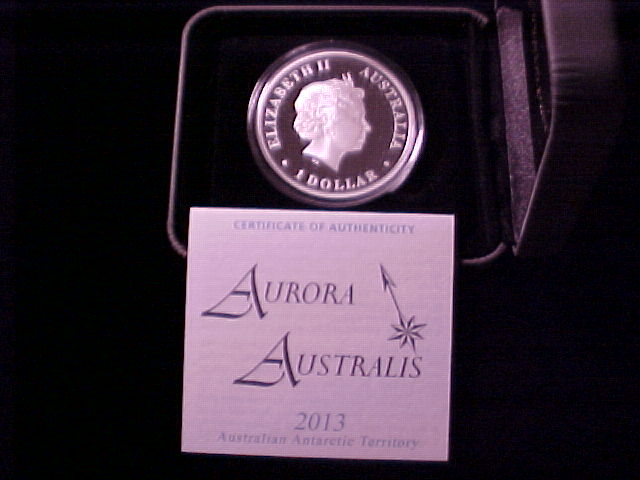 ELIZABETH II
AUSTRALIA
1 DOLLAR
CERTIFICATE OF AUTHENTICITY
AURORA
AUSTRALIS
2013
Australian Antarctic Territory